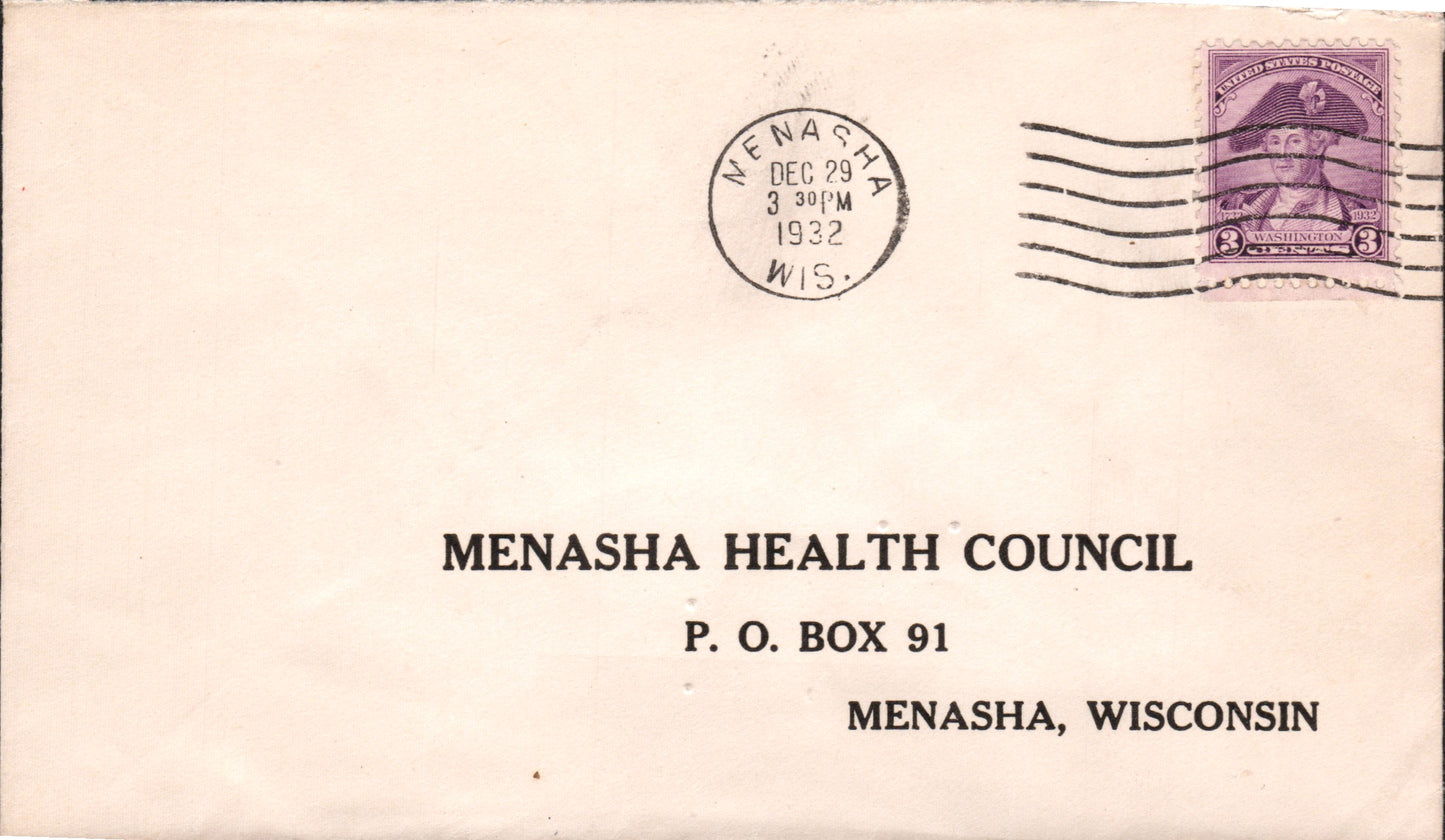 MENASHA
DEC 29
3 30 PM
1932
WIS.
UNITED STATES POSTAGE
1732 1932
3 WASHINGTON 3
CENTS
MENASHA HEALTH COUNCIL
P. O. BOX 91
MENASHA, WISCONSIN